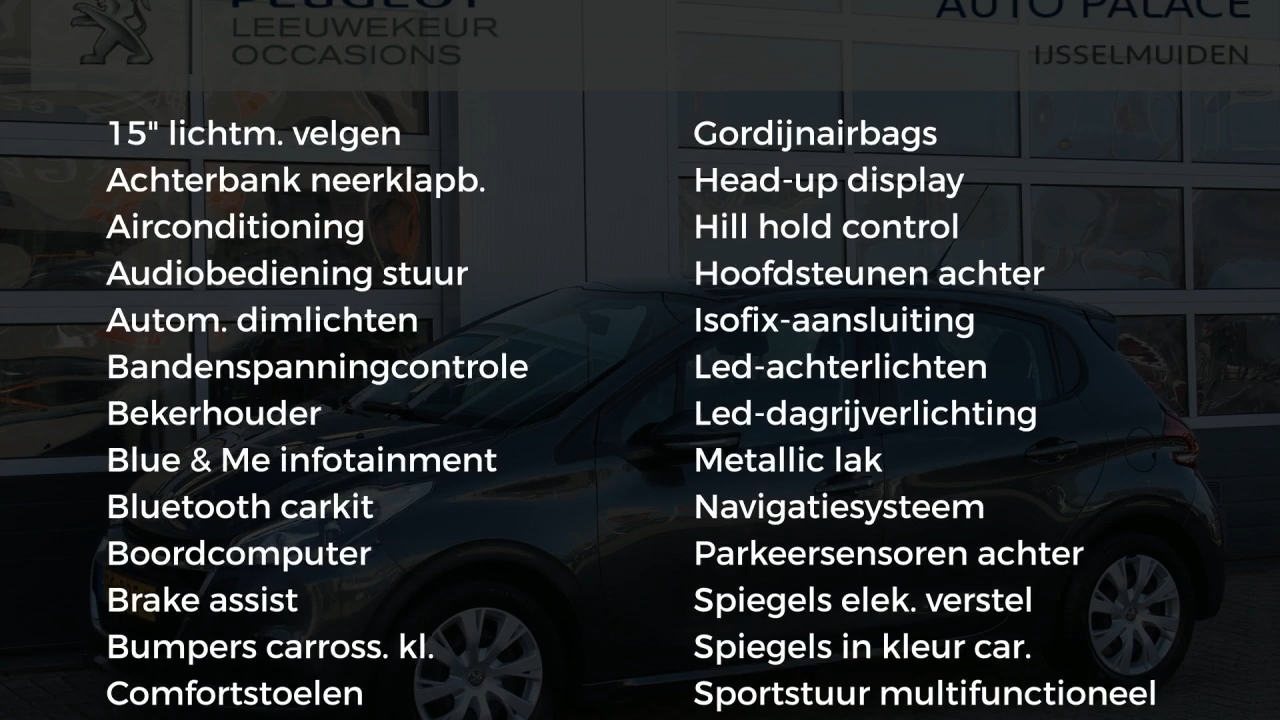 PEUGEOT
LEEUWEKEUR
OCCASIONS
AUTO PALACE
IJSSELMUIDEN
15" lichtm. velgen
Achterbank neerklapb.
Airconditioning
Audiobediening stuur
Autom. dimlichten
Bandenspanningcontrole
Bekerhouder
Blue & Me infotainment
Bluetooth carkit
Boordcomputer
Brake assist
Bumpers carross. kl.
Comfortstoelen
Gordijnairbags
Head-up display
Hill hold control
Hoofdsteunen achter
Isofix-aansluiting
Led-achterlichten
Led-dagrijverlichting
Metallic lak
Navigatiesysteem
Parkeersensoren achter
Spiegels elek. verstel
Spiegels in kleur car.
Sportstuur multifunctioneel